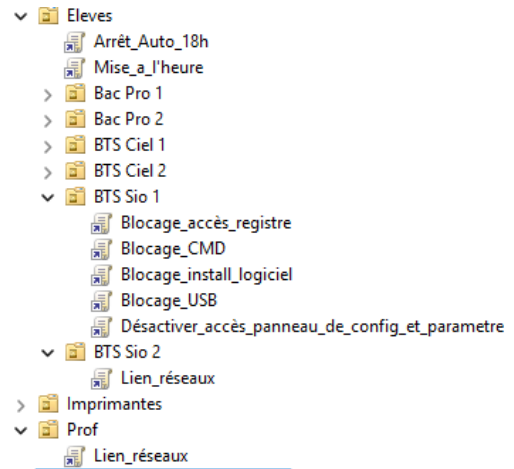 Eleves
Arrêt_Auto_18h
Mise_a_l'heure
Bac Pro 1
Bac Pro 2
BTS Ciel 1
BTS Ciel 2
BTS Sio 1
Blocage_accès_registre
Blocage_CMD
Blocage_install_logiciel
Blocage_USB
Désactiver_accès_panneau_de_config_et_parametre
BTS Sio 2
Lien_réseaux
Imprimantes
Prof
Lien_réseaux